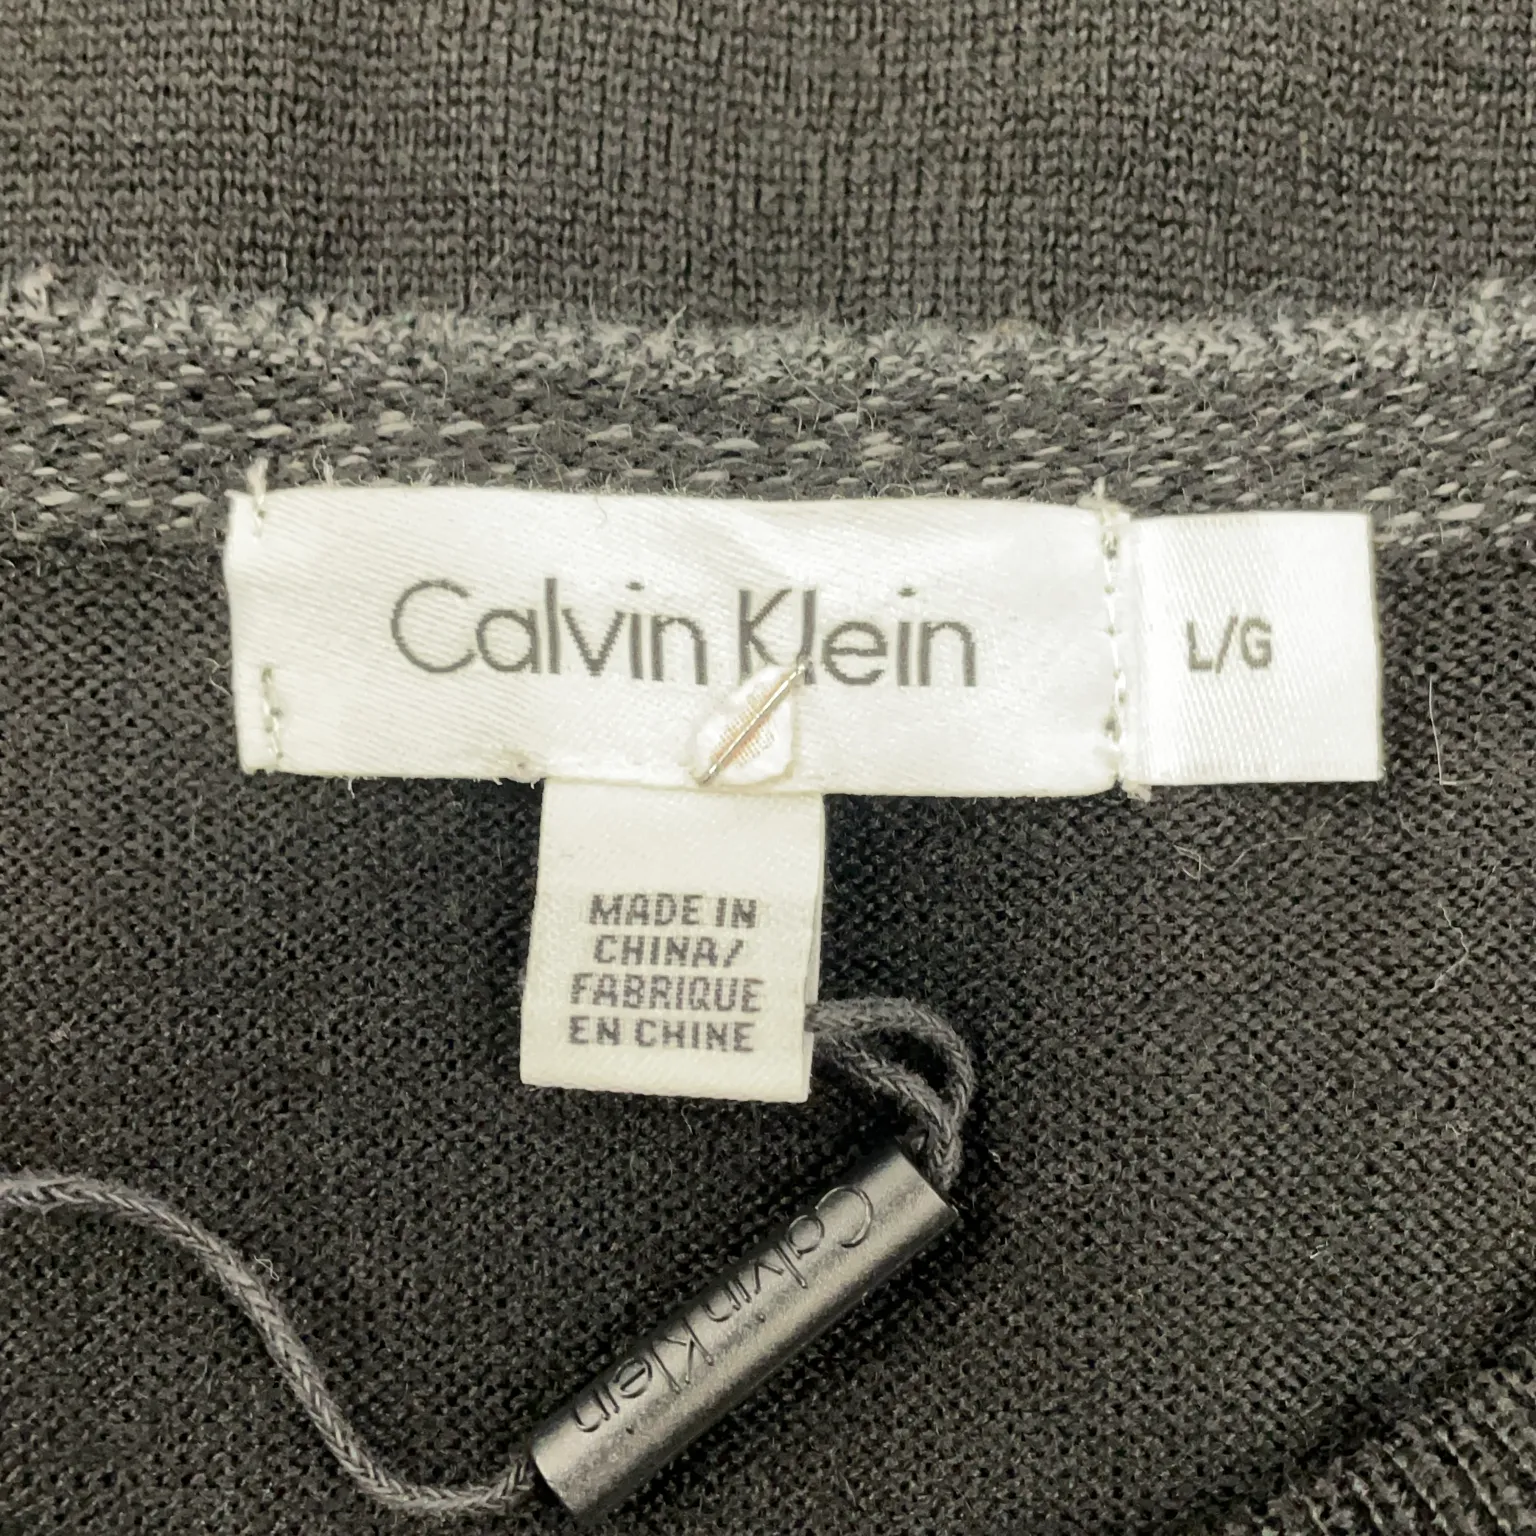 Calvin Klein
L/G
MADE IN
CHINA/
FABRIQUE
EN CHINE
Calvin Klein